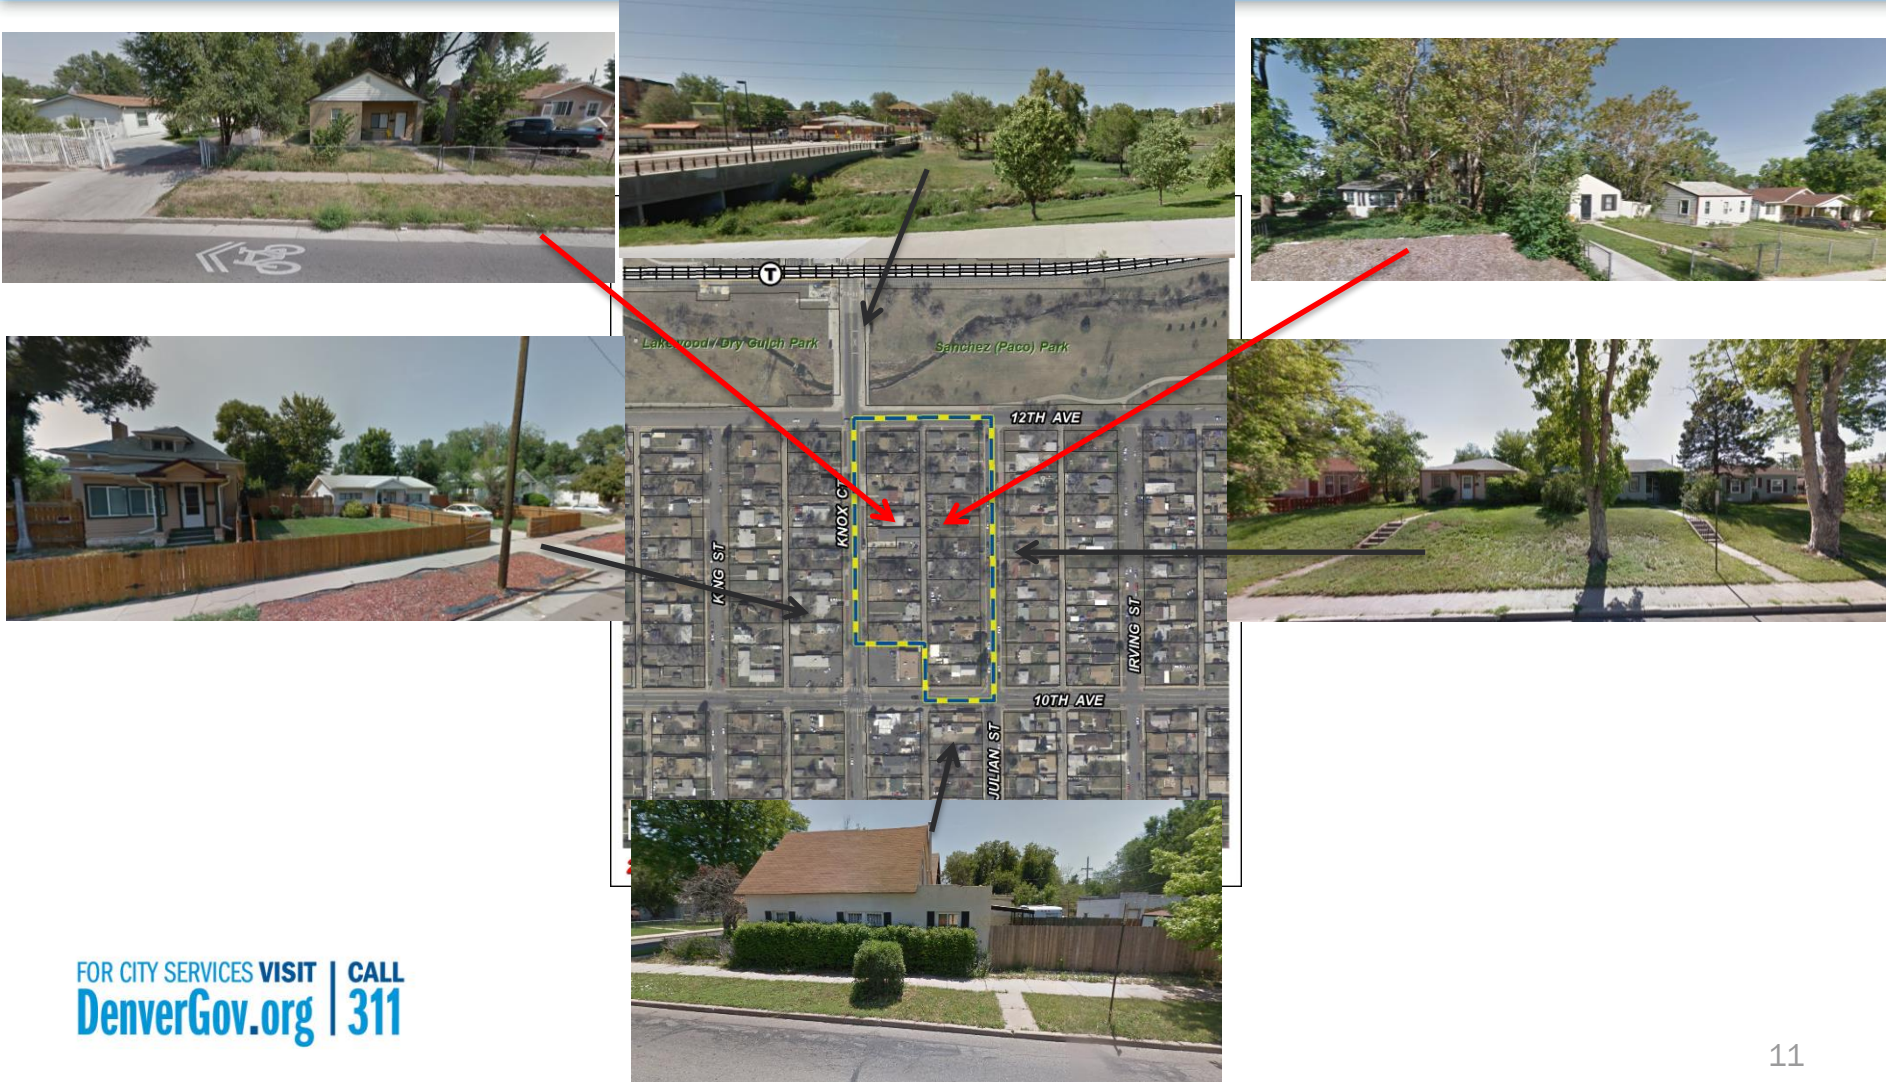 T
Lakewood / Dry Gulch Park
Sanchez (Paco) Park
12TH AVE
KNOX CT
K NG ST
IRVING ST
10TH AVE
JULIAN ST
FOR CITY SERVICES VISIT | CALL
DenverGov.org | 311
11